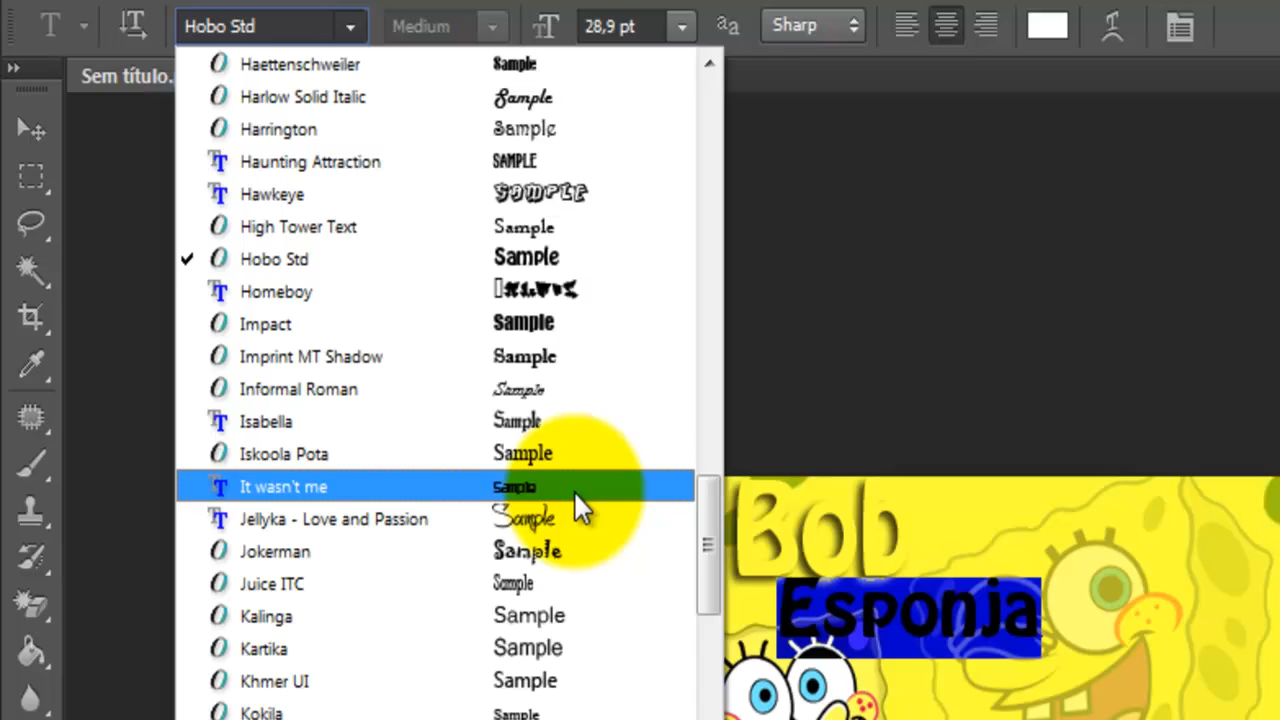 Hobo Std Medium 28,9 pt aa Sharp
Sem título.
Haettenschweiler Sample
Harlow Solid Italic Sample
Harrington Sample
Haunting Attraction SAMPLE
Hawkeye SAMPLE
High Tower Text Sample
Hobo Std Sample
Homeboy
Impact Sample
Imprint MT Shadow Sample
Informal Roman Sample
Isabella Sample
Iskoola Pota Sample
It wasn't me Sample
Jellyka - Love and Passion Sample
Jokerman Sample
Juice ITC Sample
Kalinga Sample
Kartika Sample
Khmer UI Sample
Kokila Sample
Bob
Esponja